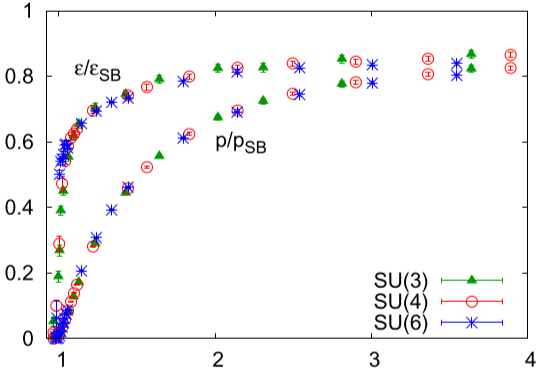 1
ε/ε_SB
0.8
p/p_SB
0.6
0.4
0.2
SU(3)
SU(4)
SU(6)
0
1 2 3 4